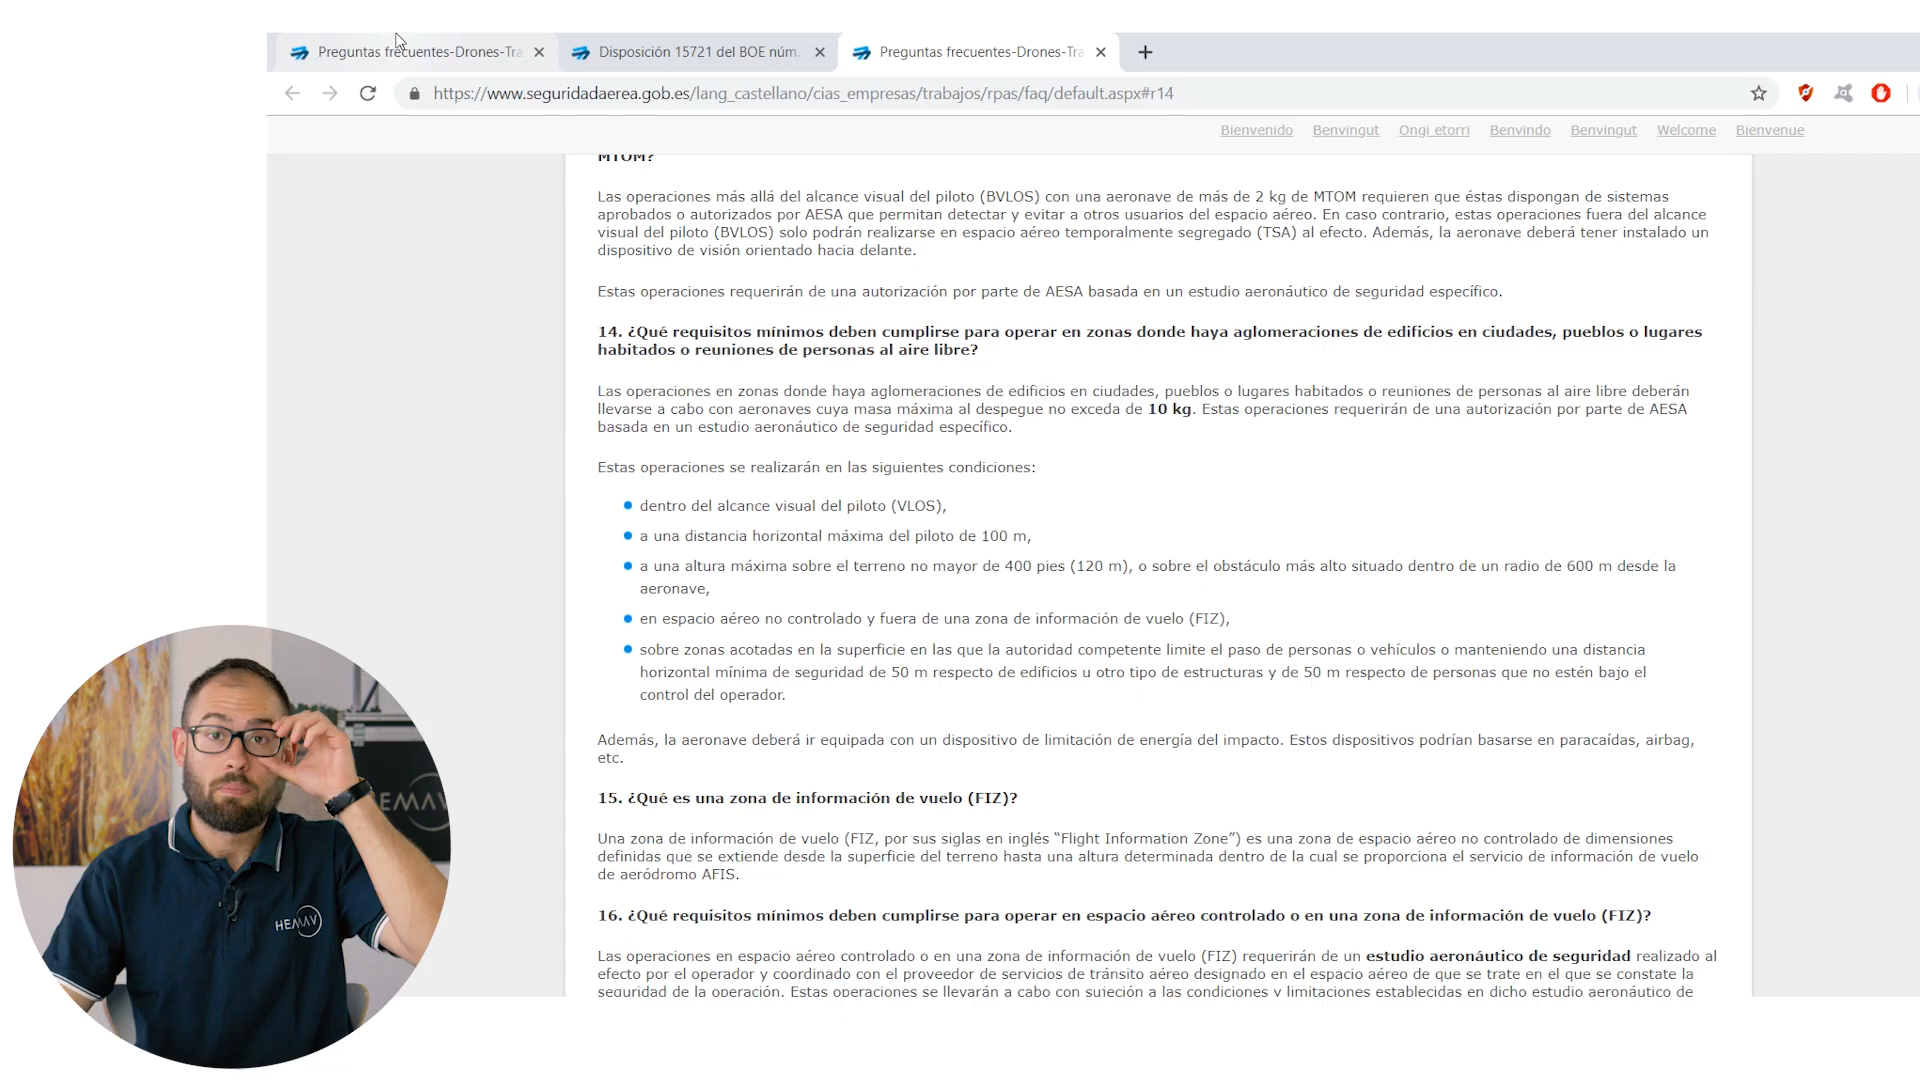 Preguntas frecuentes-Drones-Tra
Disposición 15721 del BOE núm.
Preguntas frecuentes-Drones-Tra
https://www.seguridadaerea.gob.es/lang_castellano/cias_empresas/trabajos/rpas/faq/default.aspx#r14
Bienvenido Benvingut Ongi etorri Benvindo Benvingut Welcome Bienvenue
MTOM?
Las operaciones más allá del alcance visual del piloto (BVLOS) con una aeronave de más de 2 kg de MTOM requieren que éstas dispongan de sistemas
aprobados o autorizados por AESA que permitan detectar y evitar a otros usuarios del espacio aéreo. En caso contrario, estas operaciones fuera del alcance
visual del piloto (BVLOS) solo podrán realizarse en espacio aéreo temporalmente segregado (TSA) al efecto. Además, la aeronave deberá tener instalado un
dispositivo de visión orientado hacia delante.
Estas operaciones requerirán de una autorización por parte de AESA basada en un estudio aeronáutico de seguridad específico.
14. ¿Qué requisitos mínimos deben cumplirse para operar en zonas donde haya aglomeraciones de edificios en ciudades, pueblos o lugares
habitados o reuniones de personas al aire libre?
Las operaciones en zonas donde haya aglomeraciones de edificios en ciudades, pueblos o lugares habitados o reuniones de personas al aire libre deberán
llevarse a cabo con aeronaves cuya masa máxima al despegue no exceda de 10 kg. Estas operaciones requerirán de una autorización por parte de AESA
basada en un estudio aeronáutico de seguridad específico.
Estas operaciones se realizarán en las siguientes condiciones:
dentro del alcance visual del piloto (VLOS),
a una distancia horizontal máxima del piloto de 100 m,
a una altura máxima sobre el terreno no mayor de 400 pies (120 m), o sobre el obstáculo más alto situado dentro de un radio de 600 m desde la
aeronave,
en espacio aéreo no controlado y fuera de una zona de información de vuelo (FIZ),
sobre zonas acotadas en la superficie en las que la autoridad competente limite el paso de personas o vehículos o manteniendo una distancia
horizontal mínima de seguridad de 50 m respecto de edificios u otro tipo de estructuras y de 50 m respecto de personas que no estén bajo el
control del operador.
Además, la aeronave deberá ir equipada con un dispositivo de limitación de energía del impacto. Estos dispositivos podrían basarse en paracaídas, airbag,
etc.
15. ¿Qué es una zona de información de vuelo (FIZ)?
Una zona de información de vuelo (FIZ, por sus siglas en inglés “Flight Information Zone”) es una zona de espacio aéreo no controlado de dimensiones
definidas que se extiende desde la superficie del terreno hasta una altura determinada dentro de la cual se proporciona el servicio de información de vuelo
de aeródromo AFIS.
16. ¿Qué requisitos mínimos deben cumplirse para operar en espacio aéreo controlado o en una zona de información de vuelo (FIZ)?
Las operaciones en espacio aéreo controlado o en una zona de información de vuelo (FIZ) requerirán de un estudio aeronáutico de seguridad realizado al
efecto por el operador y coordinado con el proveedor de servicios de tránsito aéreo designado en el espacio aéreo de que se trate en el que se constate la
seguridad de la operación. Estas operaciones se llevarán a cabo con sujeción a las condiciones y limitaciones establecidas en dicho estudio aeronáutico de
HEMAV
HEMAV